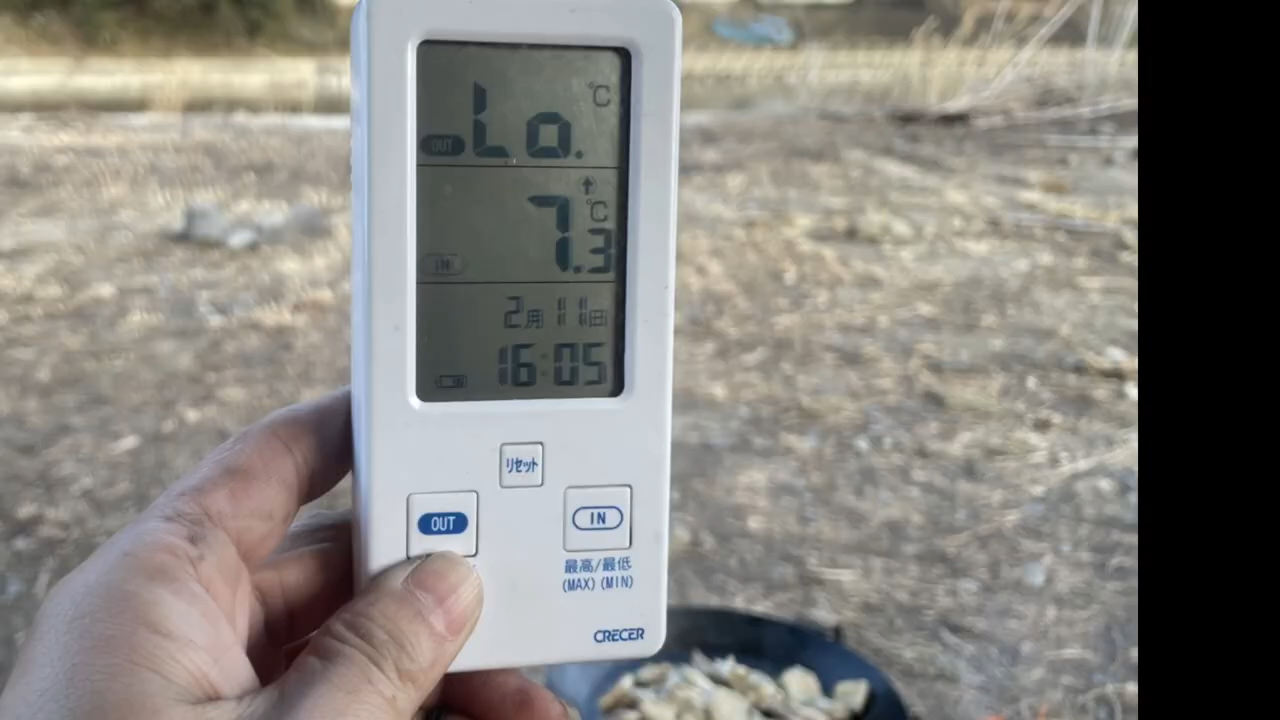 ℃
OUT Lo.
℃
IN 7.3
2月11日
16:05
リセット
OUT
IN
最高/最低
(MAX) (MIN)
CRECER